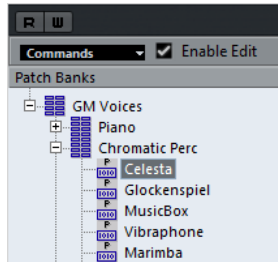 R W
Commands Enable Edit
Patch Banks
GM Voices
Piano
Chromatic Perc
P Celesta
P Glockenspiel
P MusicBox
P Vibraphone
P Marimba